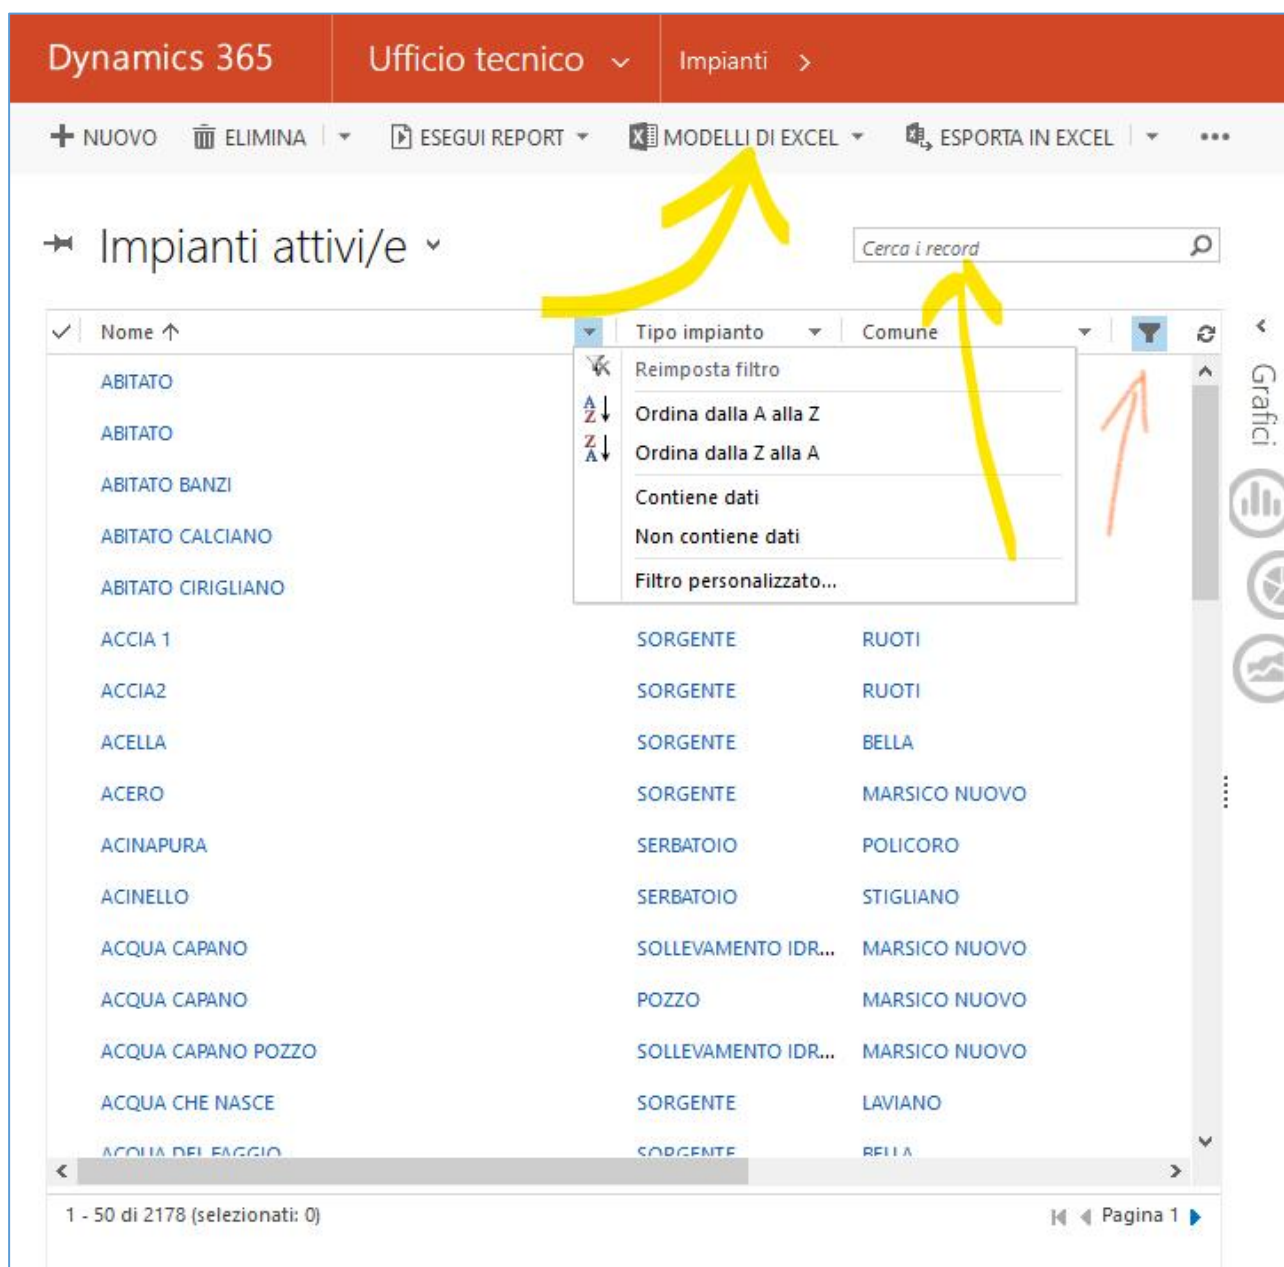 Dynamics 365 Ufficio tecnico Impianti
NUOVO ELIMINA ESEGUI REPORT MODELLI DI EXCEL ESPORTA IN EXCEL
Impianti attivi/e
Cerca i record
Nome Tipo impianto Comune
Grafici
Reimposta filtro
Ordina dalla A alla Z
Ordina dalla Z alla A
Contiene dati
Non contiene dati
Filtro personalizzato...
ABITATO
ABITATO
ABITATO BANZI
ABITATO CALCIANO
ABITATO CIRIGLIANO
ACCIA 1 SORGENTE RUOTI
ACCIA2 SORGENTE RUOTI
ACELLA SORGENTE BELLA
ACERO SORGENTE MARSICO NUOVO
ACINAPURA SERBATOIO POLICORO
ACINELLO SERBATOIO STIGLIANO
ACQUA CAPANO SOLLEVAMENTO IDR... MARSICO NUOVO
ACQUA CAPANO POZZO MARSICO NUOVO
ACQUA CAPANO POZZO SOLLEVAMENTO IDR... MARSICO NUOVO
ACQUA CHE NASCE SORGENTE LAVIANO
ACQUA DEL FAGGIO SORGENTE BELLA
1 - 50 di 2178 (selezionati: 0) Pagina 1